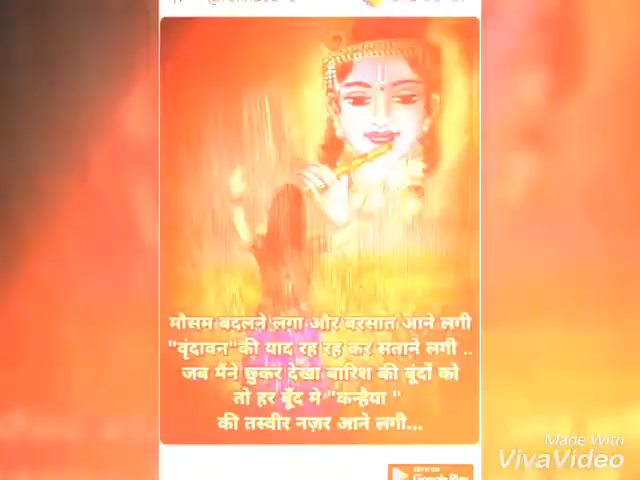 मौसम बदलने लगा और बरसात आने लगी
"वृंदावन"की याद रह रह कर सताने लगी ..
जब मैंने छुकर देखा बारिश की बूंदों को
तो हर बूँद मे "कन्हैया "
की तस्वीर नज़र आने लगी...
Made With
VivaVideo